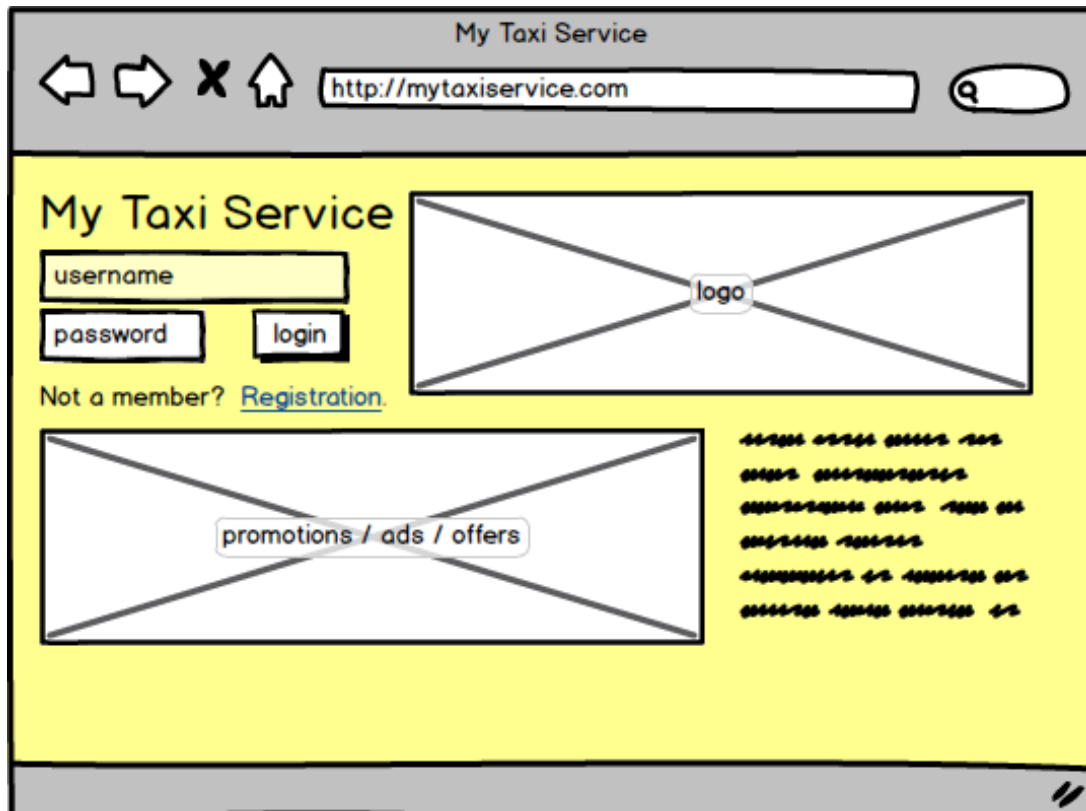 My Taxi Service
http://mytaxiservice.com
My Taxi Service
username
password
login
Not a member? Registration.
logo
promotions / ads / offers